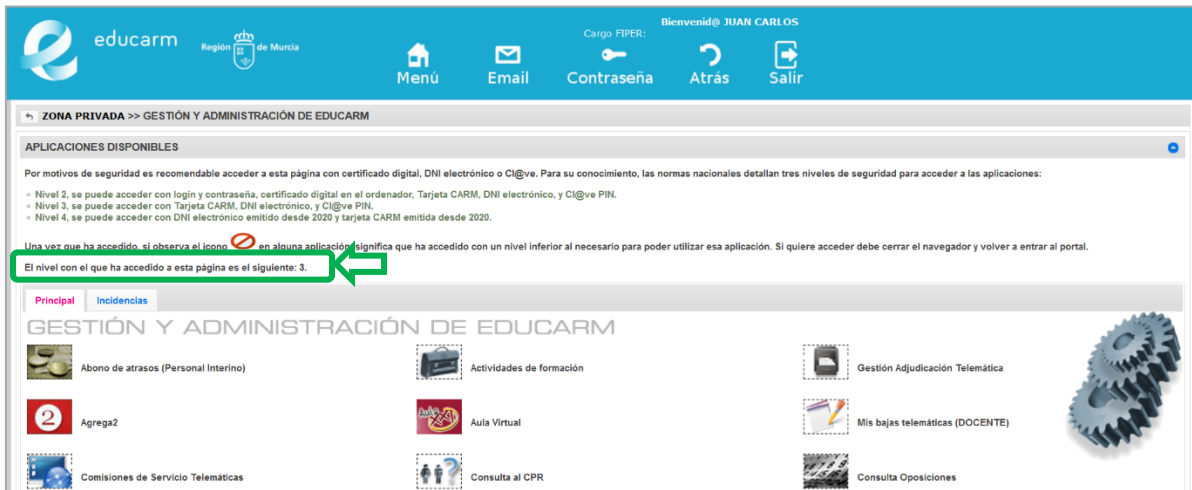 Bienvenid@ JUAN CARLOS
educarm
Región de Murcia
Cargo FIPER:
Menú
Email
Contraseña
Atrás
Salir
ZONA PRIVADA >> GESTIÓN Y ADMINISTRACIÓN DE EDUCARM
APLICACIONES DISPONIBLES
Por motivos de seguridad es recomendable acceder a esta página con certificado digital, DNI electrónico o Cl@ve. Para su conocimiento, las normas nacionales detallan tres niveles de seguridad para acceder a las aplicaciones:
» Nivel 2, se puede acceder con login y contraseña, certificado digital en el ordenador, Tarjeta CARM, DNI electrónico, y Cl@ve PIN.
» Nivel 3, se puede acceder con Tarjeta CARM, DNI electrónico, y Cl@ve PIN.
» Nivel 4, se puede acceder con DNI electrónico emitido desde 2020 y tarjeta CARM emitida desde 2020.
Una vez que ha accedido, si observa el icono en alguna aplicación significa que ha accedido con un nivel inferior al necesario para poder utilizar esa aplicación. Si quiere acceder debe cerrar el navegador y volver a entrar al portal.
El nivel con el que ha accedido a esta página es el siguiente: 3.
Principal Incidencias
GESTIÓN Y ADMINISTRACIÓN DE EDUCARM
Abono de atrasos (Personal Interino)
Actividades de formación
Gestión Adjudicación Telemática
2
Agrega2
Aula XXI
Aula Virtual
Mis bajas telemáticas (DOCENTE)
Comisiones de Servicio Telemáticas
?
Consulta al CPR
Consulta Oposiciones